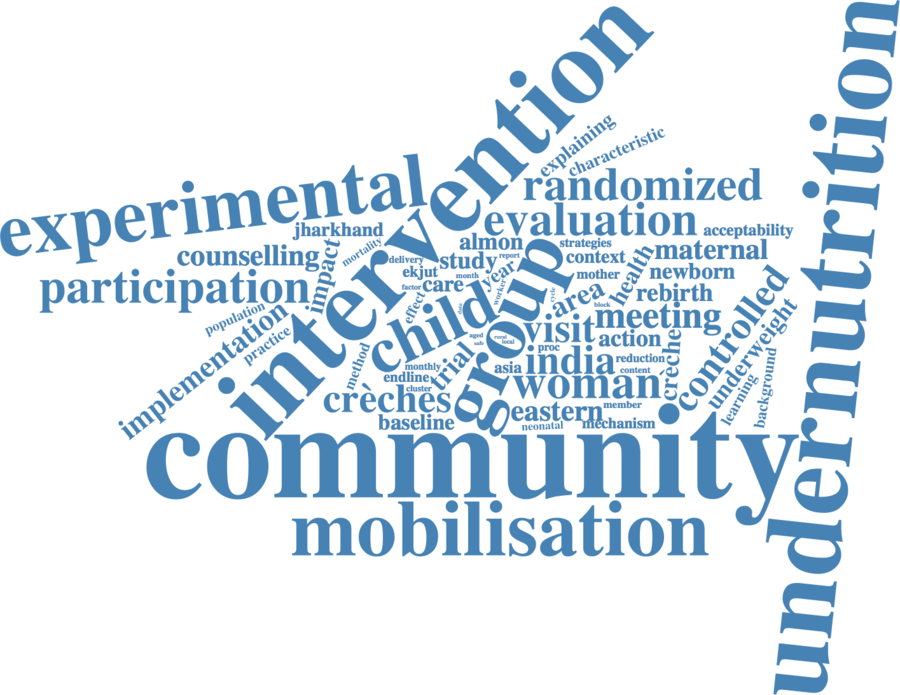 undernutrition
intervention
explaining
characteristic
experimental
randomized
evaluation
jharkhand
acceptability
counselling
impact
mortality
almon
strategies
delivery
study
report
context
health
maternal
participation
ekjut
month
year
mother
newborn
factor
care
worker
group
cycle
area
rebirth
controlled
population
effect
child
data
block
implementation
practice
visit
meeting
underweight
aged
rural
local
safe
action
method
trial
proc
india
reduction
crèche
background
monthly
asia
content
endline
cluster
woman
learning
crèches
member
baseline
eastern
neonatal
mechanism
community
mobilisation